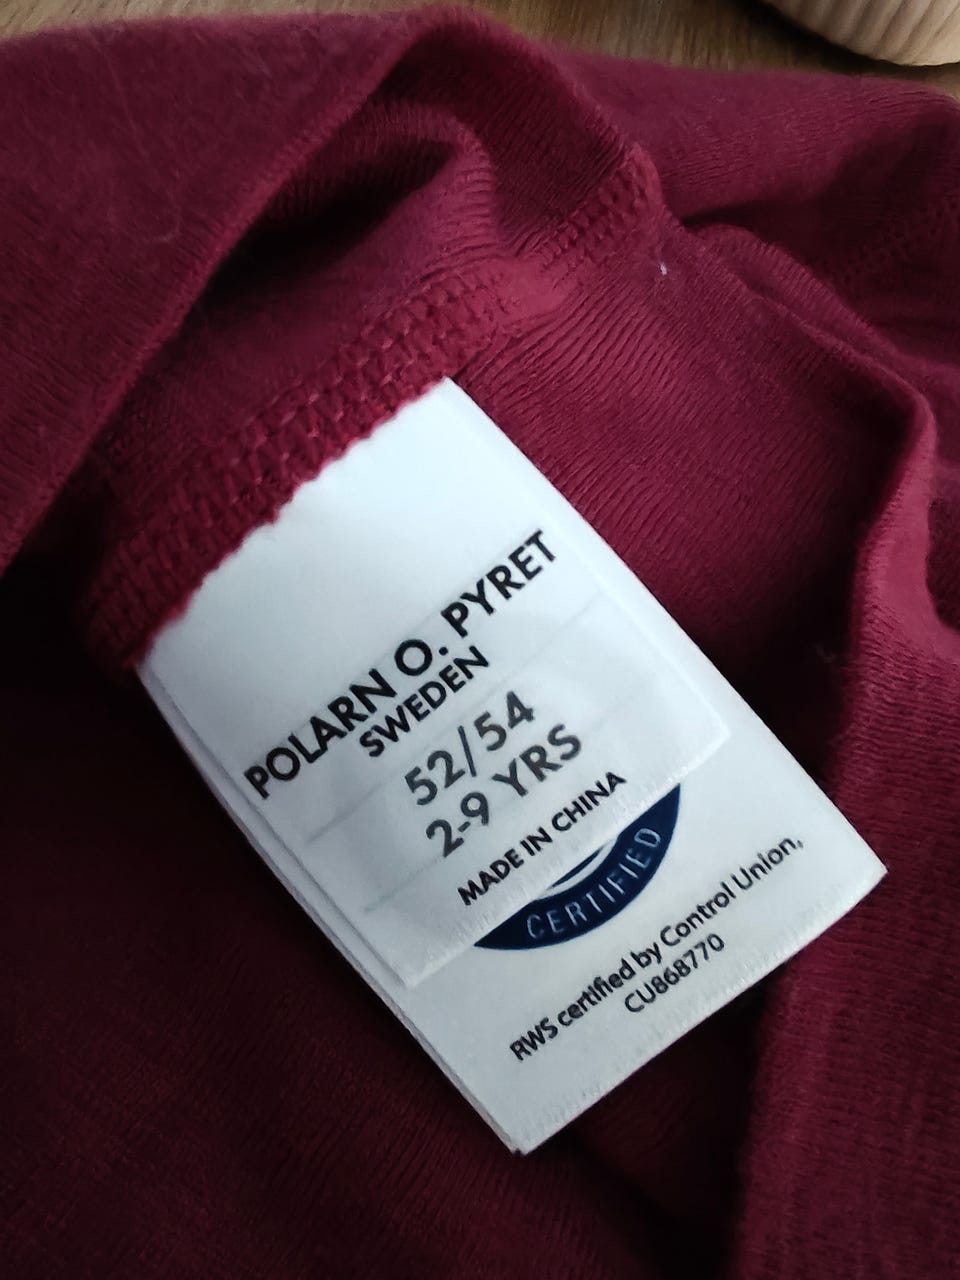 POLARN O. PYRET
SWEDEN
52/54
2-9 YRS
MADE IN CHINA
CERTIFIED
RWS certified by Control Union,
CU868770